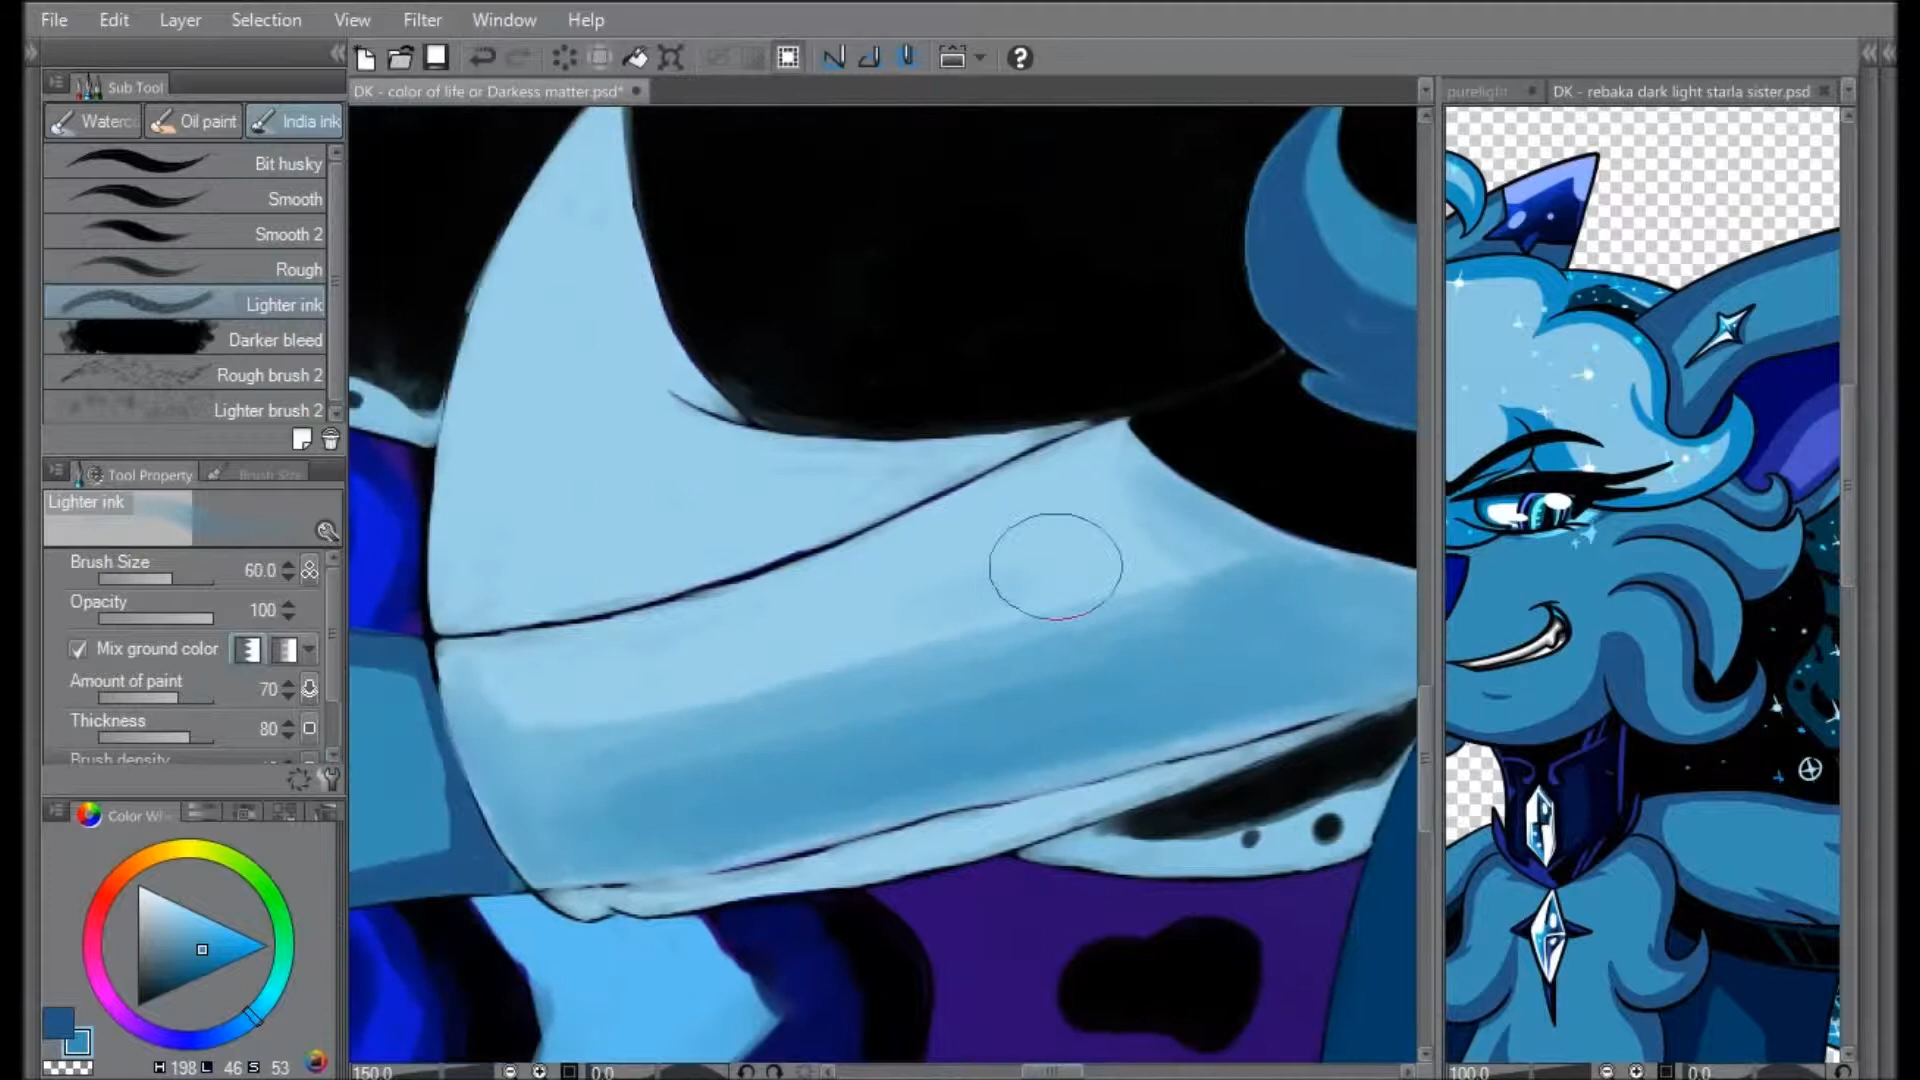 File Edit Layer Selection View Filter Window Help
Sub Tool
DK - color of life or Darkess matter.psd*
purelight
DK - rebaka dark light starla sister.psd
Waterco Oil paint India ink
Bit husky
Smooth
Smooth 2
Rough
Lighter ink
Darker bleed
Rough brush 2
Lighter brush 2
Tool Property Brush Size
Lighter ink
Brush Size 60.0
Opacity 100
Mix ground color
Amount of paint 70
Thickness 80
Brush density
Color Wh
H 198 L 46 S 53
150.0 0.0
100.0 0.0